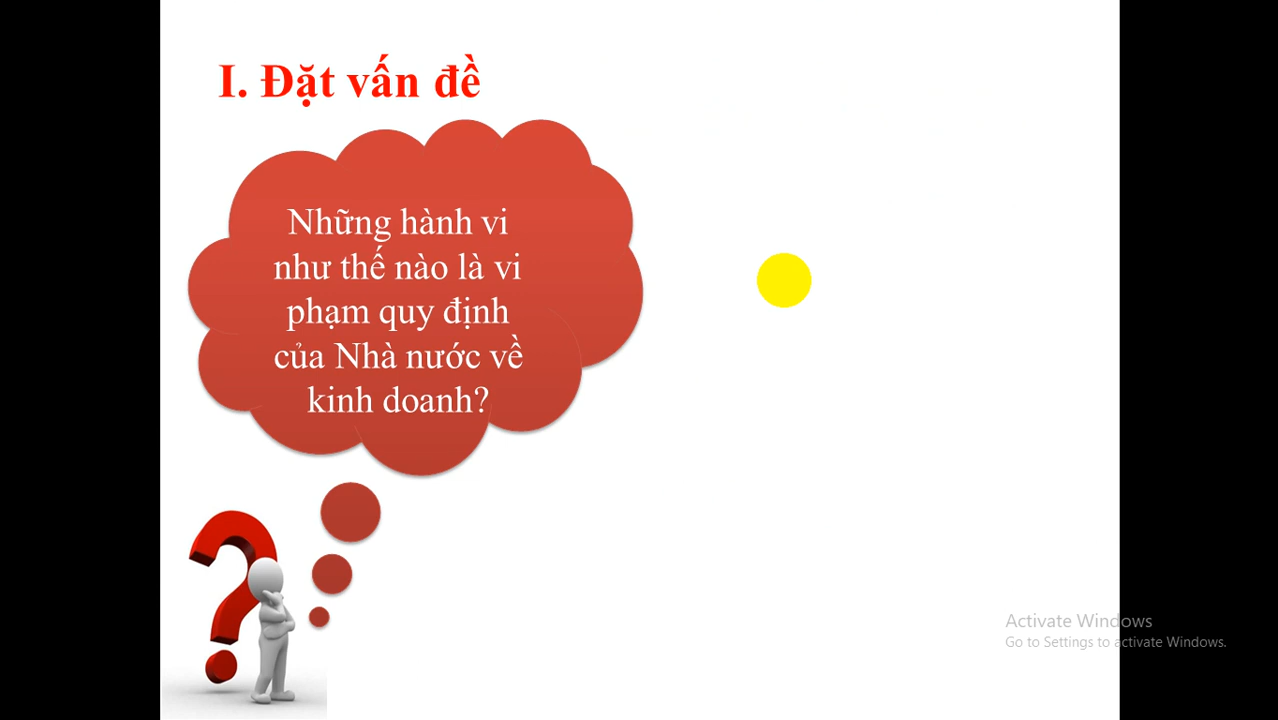 I. Đặt vấn đề
Những hành vi
như thế nào là vi
phạm quy định
của Nhà nước về
kinh doanh?
Activate Windows
Go to Settings to activate Windows.